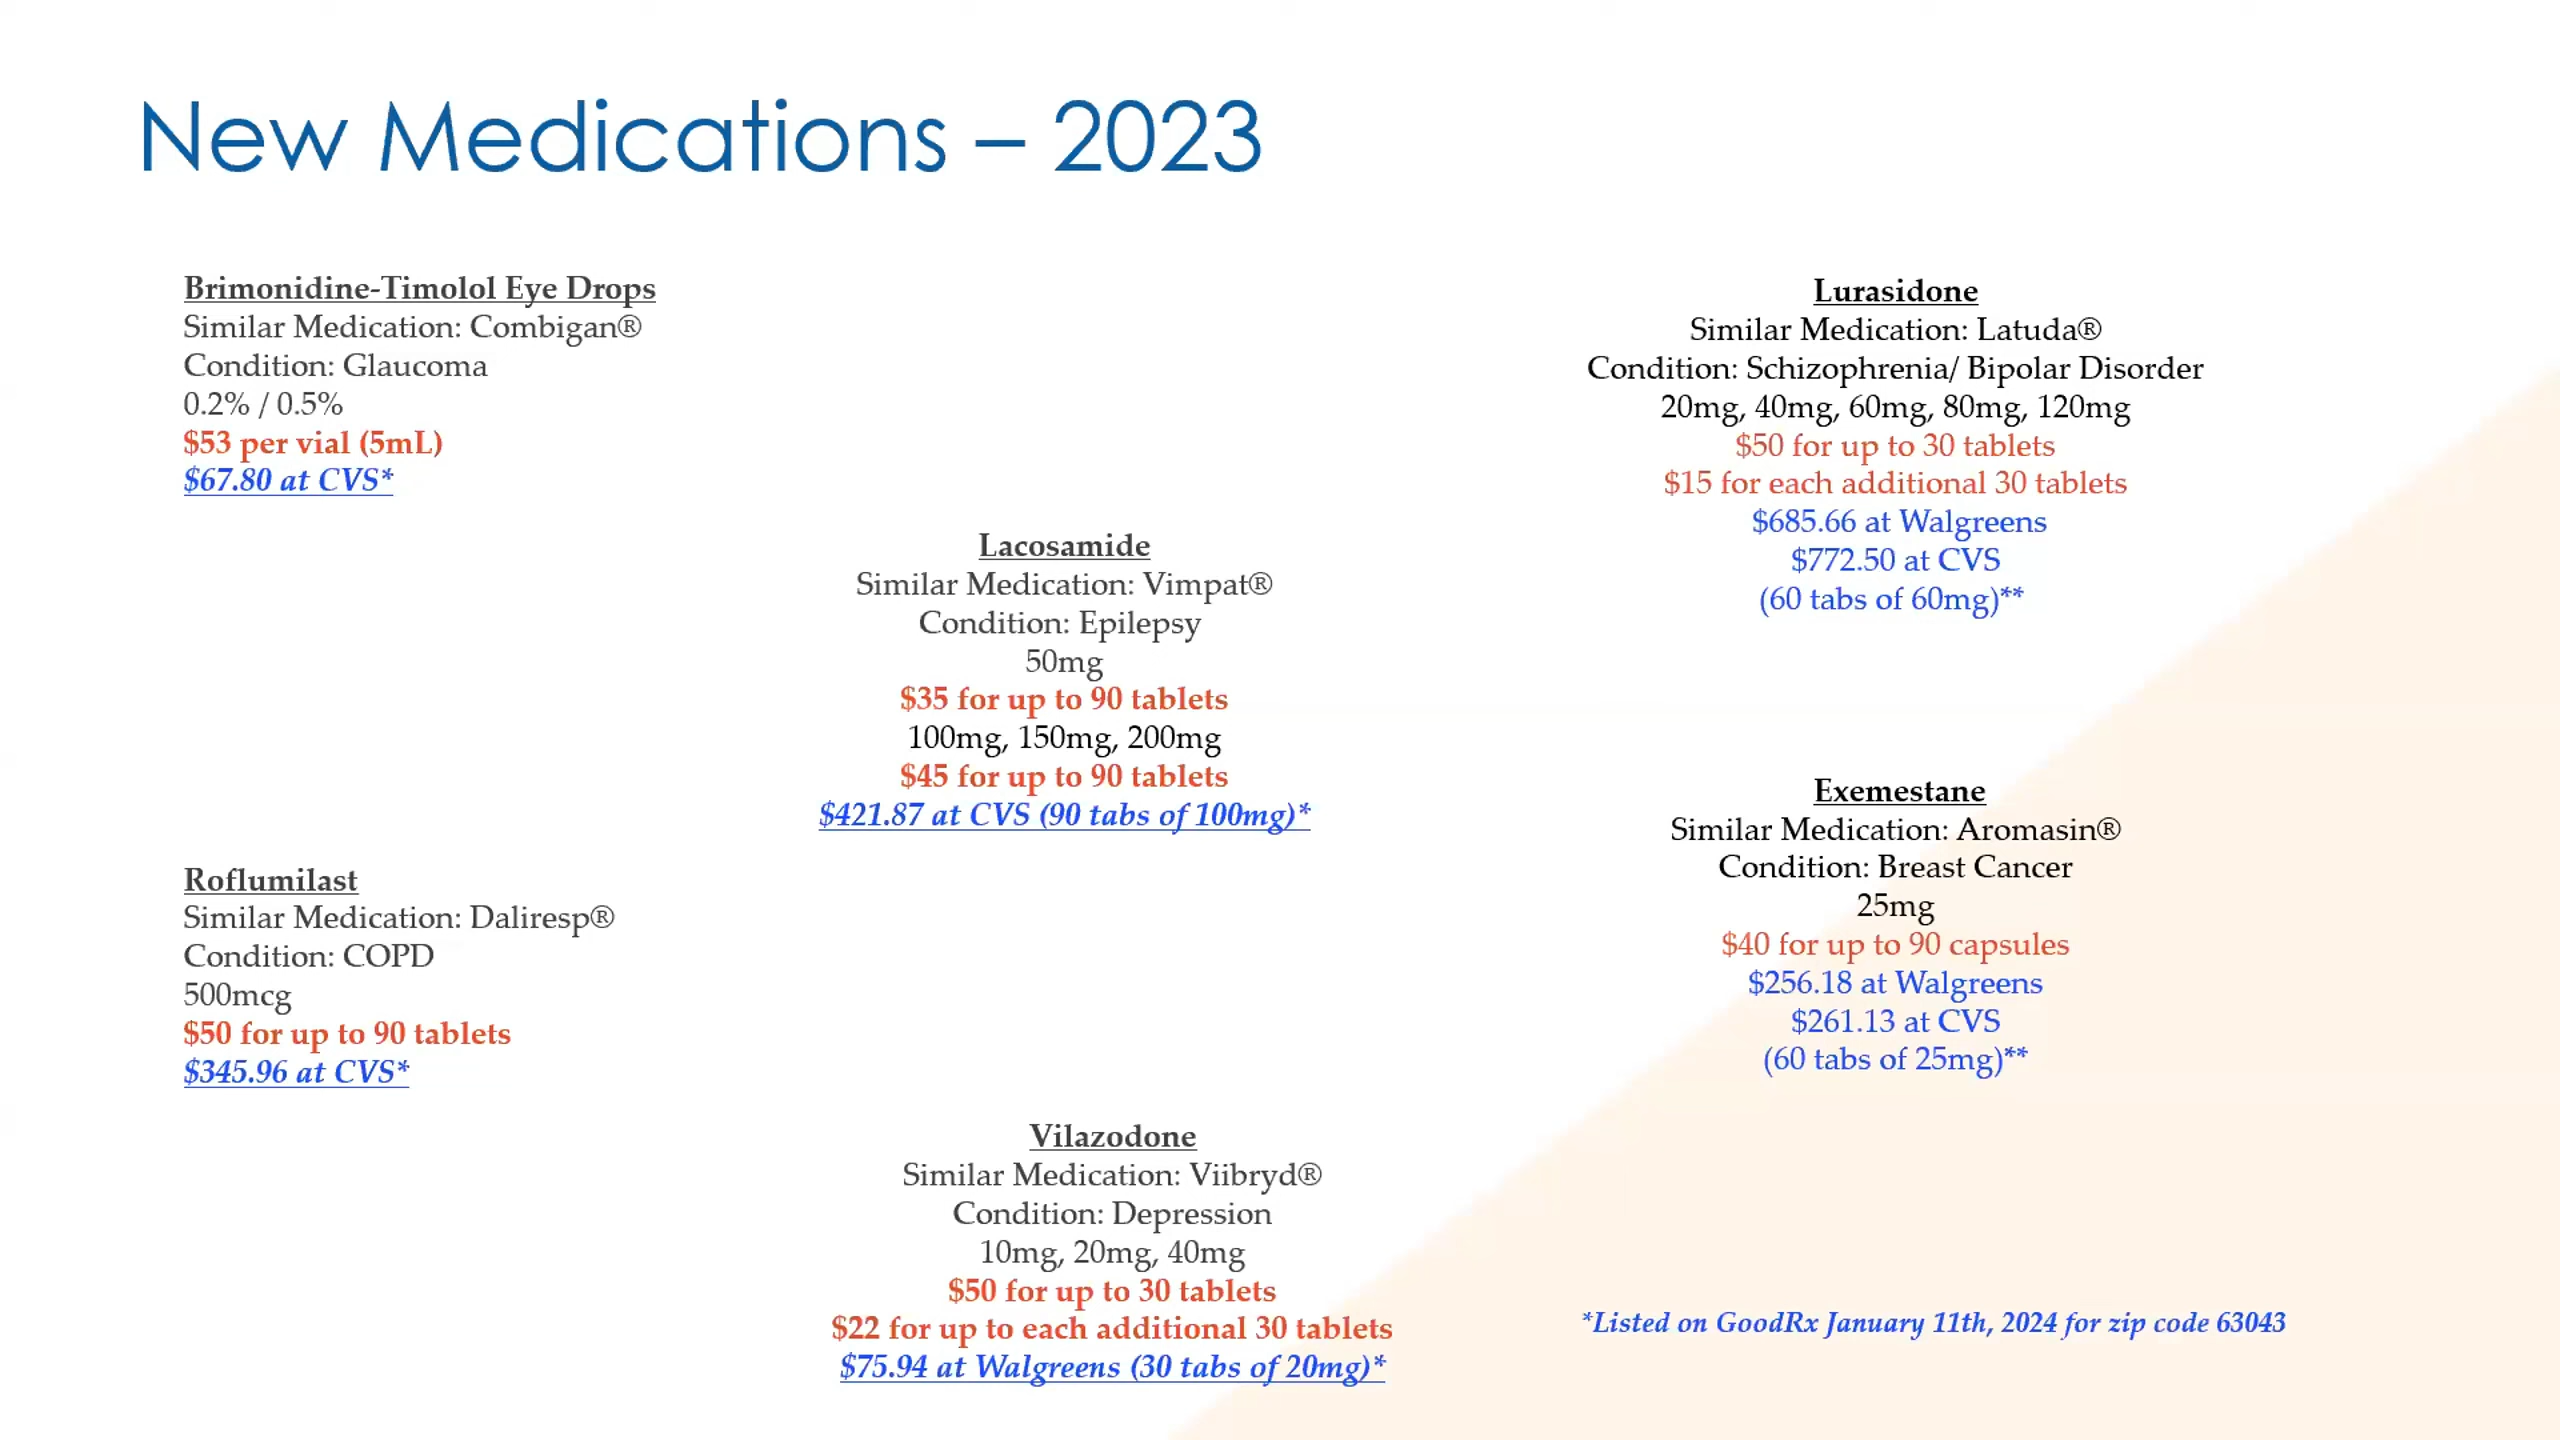 New Medications – 2023
Brimonidine-Timolol Eye Drops
Similar Medication: Combigan®
Condition: Glaucoma
0.2% / 0.5%
$53 per vial (5mL)
$67.80 at CVS*
Roflumilast
Similar Medication: Daliresp®
Condition: COPD
500mcg
$50 for up to 90 tablets
$345.96 at CVS*
Lacosamide
Similar Medication: Vimpat®
Condition: Epilepsy
50mg
$35 for up to 90 tablets
100mg, 150mg, 200mg
$45 for up to 90 tablets
$421.87 at CVS (90 tabs of 100mg)*
Vilazodone
Similar Medication: Viibryd®
Condition: Depression
10mg, 20mg, 40mg
$50 for up to 30 tablets
$22 for up to each additional 30 tablets
$75.94 at Walgreens (30 tabs of 20mg)*
Lurasidone
Similar Medication: Latuda®
Condition: Schizophrenia/ Bipolar Disorder
20mg, 40mg, 60mg, 80mg, 120mg
$50 for up to 30 tablets
$15 for each additional 30 tablets
$685.66 at Walgreens
$772.50 at CVS
(60 tabs of 60mg)**
Exemestane
Similar Medication: Aromasin®
Condition: Breast Cancer
25mg
$40 for up to 90 capsules
$256.18 at Walgreens
$261.13 at CVS
(60 tabs of 25mg)**
*Listed on GoodRx January 11th, 2024 for zip code 63043